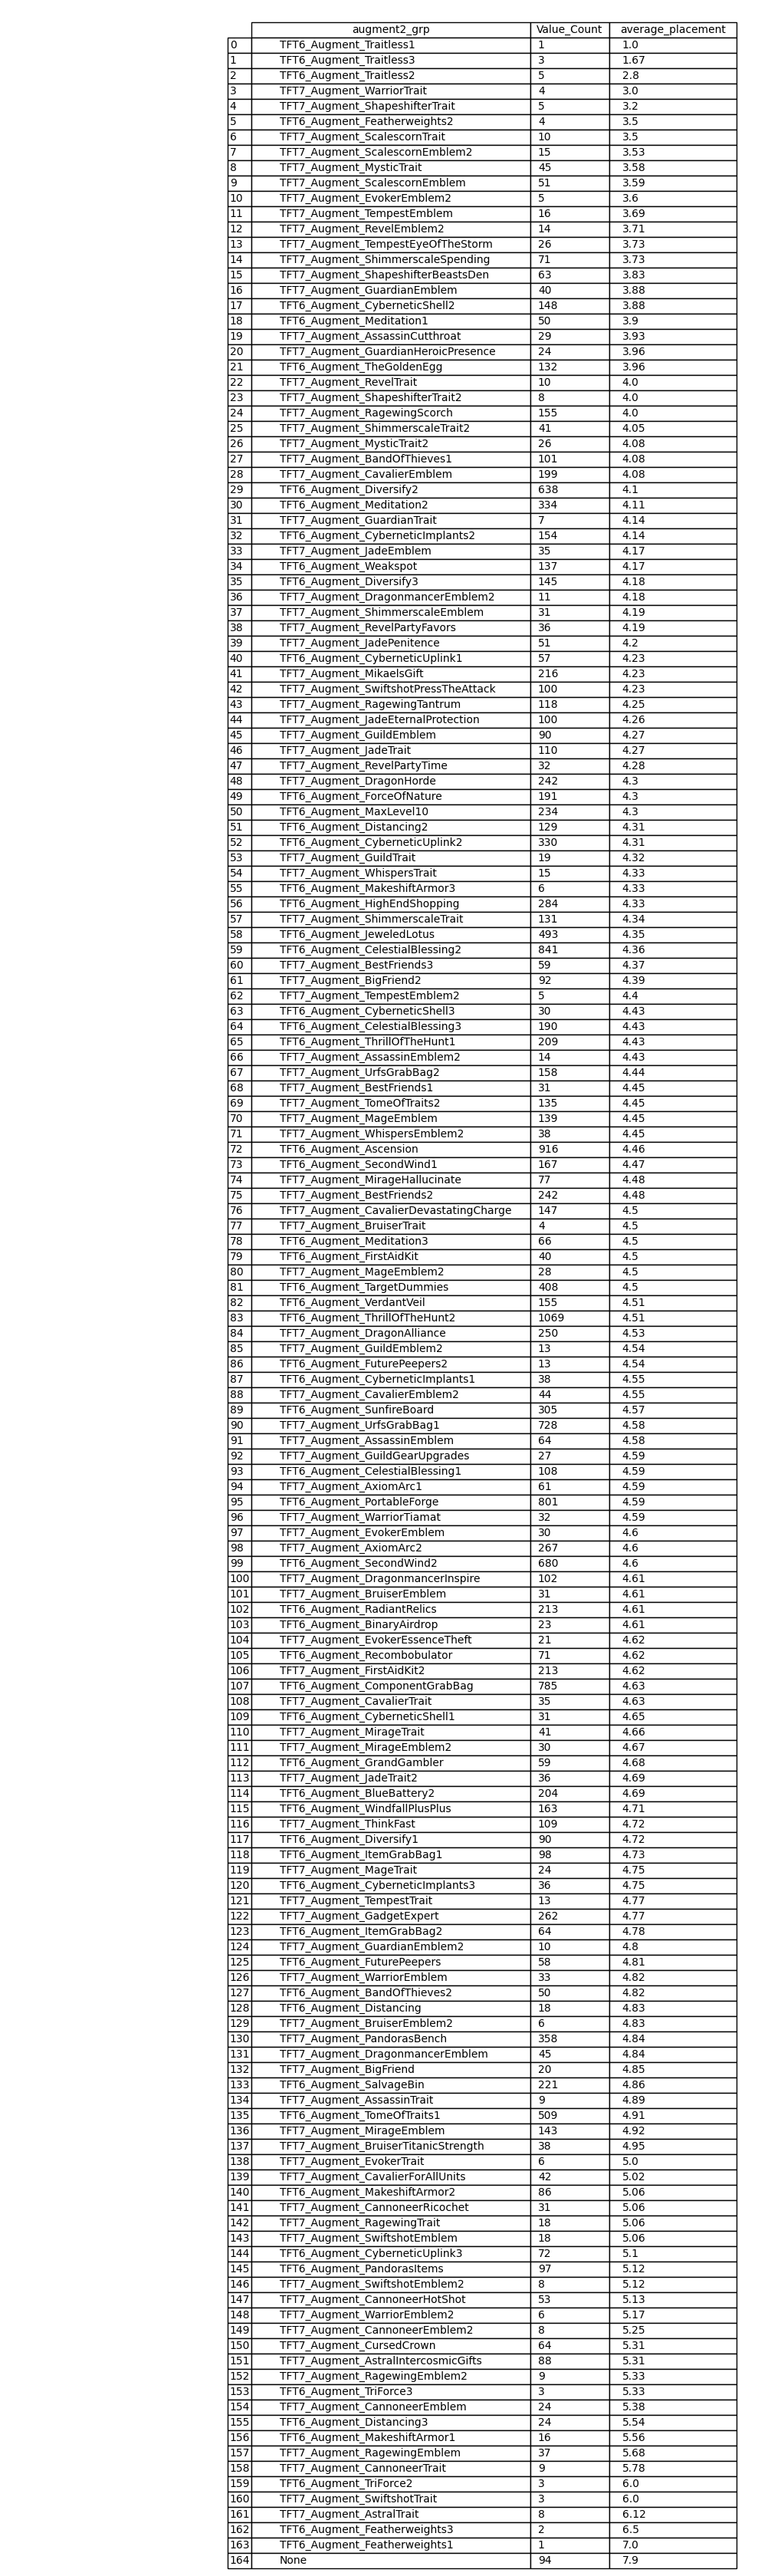 augment2_grp Value_Count average_placement
0 TFT6_Augment_Traitless1 1 1.0
1 TFT6_Augment_Traitless3 3 1.67
2 TFT6_Augment_Traitless2 5 2.8
3 TFT7_Augment_WarriorTrait 4 3.0
4 TFT7_Augment_ShapeshifterTrait 5 3.2
5 TFT6_Augment_Featherweights2 4 3.5
6 TFT7_Augment_ScalescornTrait 10 3.5
7 TFT7_Augment_ScalescornEmblem2 15 3.53
8 TFT7_Augment_MysticTrait 45 3.58
9 TFT7_Augment_ScalescornEmblem 51 3.59
10 TFT7_Augment_EvokerEmblem2 5 3.6
11 TFT7_Augment_TempestEmblem 16 3.69
12 TFT7_Augment_RevelEmblem2 14 3.71
13 TFT7_Augment_TempestEyeOfTheStorm 26 3.73
14 TFT7_Augment_ShimmerscaleSpending 71 3.73
15 TFT7_Augment_ShapeshifterBeastsDen 63 3.83
16 TFT7_Augment_GuardianEmblem 40 3.88
17 TFT6_Augment_CyberneticShell2 148 3.88
18 TFT6_Augment_Meditation1 50 3.9
19 TFT7_Augment_AssassinCutthroat 29 3.93
20 TFT7_Augment_GuardianHeroicPresence 24 3.96
21 TFT6_Augment_TheGoldenEgg 132 3.96
22 TFT7_Augment_RevelTrait 10 4.0
23 TFT7_Augment_ShapeshifterTrait2 8 4.0
24 TFT7_Augment_RagewingScorch 155 4.0
25 TFT7_Augment_ShimmerscaleTrait2 41 4.05
26 TFT7_Augment_MysticTrait2 26 4.08
27 TFT7_Augment_BandOfThieves1 101 4.08
28 TFT7_Augment_CavalierEmblem 199 4.08
29 TFT6_Augment_Diversify2 638 4.1
30 TFT6_Augment_Meditation2 334 4.11
31 TFT7_Augment_GuardianTrait 7 4.14
32 TFT6_Augment_CyberneticImplants2 154 4.14
33 TFT7_Augment_JadeEmblem 35 4.17
34 TFT6_Augment_Weakspot 137 4.17
35 TFT6_Augment_Diversify3 145 4.18
36 TFT7_Augment_DragonmancerEmblem2 11 4.18
37 TFT7_Augment_ShimmerscaleEmblem 31 4.19
38 TFT7_Augment_RevelPartyFavors 36 4.19
39 TFT7_Augment_JadePenitence 51 4.2
40 TFT6_Augment_CyberneticUplink1 57 4.23
41 TFT7_Augment_MikaelsGift 216 4.23
42 TFT7_Augment_SwiftshotPressTheAttack 100 4.23
43 TFT7_Augment_RagewingTantrum 118 4.25
44 TFT7_Augment_JadeEternalProtection 100 4.26
45 TFT7_Augment_GuildEmblem 90 4.27
46 TFT7_Augment_JadeTrait 110 4.27
47 TFT7_Augment_RevelPartyTime 32 4.28
48 TFT7_Augment_DragonHorde 242 4.3
49 TFT6_Augment_ForceOfNature 191 4.3
50 TFT6_Augment_MaxLevel10 234 4.3
51 TFT6_Augment_Distancing2 129 4.31
52 TFT6_Augment_CyberneticUplink2 330 4.31
53 TFT7_Augment_GuildTrait 19 4.32
54 TFT7_Augment_WhispersTrait 15 4.33
55 TFT6_Augment_MakeshiftArmor3 6 4.33
56 TFT6_Augment_HighEndShopping 284 4.33
57 TFT7_Augment_ShimmerscaleTrait 131 4.34
58 TFT6_Augment_JeweledLotus 493 4.35
59 TFT6_Augment_CelestialBlessing2 841 4.36
60 TFT7_Augment_BestFriends3 59 4.37
61 TFT7_Augment_BigFriend2 92 4.39
62 TFT7_Augment_TempestEmblem2 5 4.4
63 TFT6_Augment_CyberneticShell3 30 4.43
64 TFT6_Augment_CelestialBlessing3 190 4.43
65 TFT6_Augment_ThrillOfTheHunt1 209 4.43
66 TFT7_Augment_AssassinEmblem2 14 4.43
67 TFT7_Augment_UrfsGrabBag2 158 4.44
68 TFT7_Augment_BestFriends1 31 4.45
69 TFT7_Augment_TomeOfTraits2 135 4.45
70 TFT7_Augment_MageEmblem 139 4.45
71 TFT7_Augment_WhispersEmblem2 38 4.45
72 TFT6_Augment_Ascension 916 4.46
73 TFT6_Augment_SecondWind1 167 4.47
74 TFT7_Augment_MirageHallucinate 77 4.48
75 TFT7_Augment_BestFriends2 242 4.48
76 TFT7_Augment_CavalierDevastatingCharge 147 4.5
77 TFT7_Augment_BruiserTrait 4 4.5
78 TFT6_Augment_Meditation3 66 4.5
79 TFT6_Augment_FirstAidKit 40 4.5
80 TFT7_Augment_MageEmblem2 28 4.5
81 TFT6_Augment_TargetDummies 408 4.5
82 TFT6_Augment_VerdantVeil 155 4.51
83 TFT6_Augment_ThrillOfTheHunt2 1069 4.51
84 TFT7_Augment_DragonAlliance 250 4.53
85 TFT7_Augment_GuildEmblem2 13 4.54
86 TFT6_Augment_FuturePeepers2 13 4.54
87 TFT6_Augment_CyberneticImplants1 38 4.55
88 TFT7_Augment_CavalierEmblem2 44 4.55
89 TFT6_Augment_SunfireBoard 305 4.57
90 TFT7_Augment_UrfsGrabBag1 728 4.58
91 TFT7_Augment_AssassinEmblem 64 4.58
92 TFT7_Augment_GuildGearUpgrades 27 4.59
93 TFT6_Augment_CelestialBlessing1 108 4.59
94 TFT7_Augment_AxiomArc1 61 4.59
95 TFT6_Augment_PortableForge 801 4.59
96 TFT7_Augment_WarriorTiamat 32 4.59
97 TFT7_Augment_EvokerEmblem 30 4.6
98 TFT7_Augment_AxiomArc2 267 4.6
99 TFT6_Augment_SecondWind2 680 4.6
100 TFT7_Augment_DragonmancerInspire 102 4.61
101 TFT7_Augment_BruiserEmblem 31 4.61
102 TFT6_Augment_RadiantRelics 213 4.61
103 TFT6_Augment_BinaryAirdrop 23 4.61
104 TFT7_Augment_EvokerEssenceTheft 21 4.62
105 TFT6_Augment_Recombobulator 71 4.62
106 TFT7_Augment_FirstAidKit2 213 4.62
107 TFT6_Augment_ComponentGrabBag 785 4.63
108 TFT7_Augment_CavalierTrait 35 4.63
109 TFT6_Augment_CyberneticShell1 31 4.65
110 TFT7_Augment_MirageTrait 41 4.66
111 TFT7_Augment_MirageEmblem2 30 4.67
112 TFT6_Augment_GrandGambler 59 4.68
113 TFT7_Augment_JadeTrait2 36 4.69
114 TFT6_Augment_BlueBattery2 204 4.69
115 TFT6_Augment_WindfallPlusPlus 163 4.71
116 TFT7_Augment_ThinkFast 109 4.72
117 TFT6_Augment_Diversify1 90 4.72
118 TFT6_Augment_ItemGrabBag1 98 4.73
119 TFT7_Augment_MageTrait 24 4.75
120 TFT6_Augment_CyberneticImplants3 36 4.75
121 TFT7_Augment_TempestTrait 13 4.77
122 TFT7_Augment_GadgetExpert 262 4.77
123 TFT6_Augment_ItemGrabBag2 64 4.78
124 TFT7_Augment_GuardianEmblem2 10 4.8
125 TFT6_Augment_FuturePeepers 58 4.81
126 TFT7_Augment_WarriorEmblem 33 4.82
127 TFT6_Augment_BandOfThieves2 50 4.82
128 TFT6_Augment_Distancing 18 4.83
129 TFT7_Augment_BruiserEmblem2 6 4.83
130 TFT7_Augment_PandorasBench 358 4.84
131 TFT7_Augment_DragonmancerEmblem 45 4.84
132 TFT7_Augment_BigFriend 20 4.85
133 TFT6_Augment_SalvageBin 221 4.86
134 TFT7_Augment_AssassinTrait 9 4.89
135 TFT6_Augment_TomeOfTraits1 509 4.91
136 TFT7_Augment_MirageEmblem 143 4.92
137 TFT7_Augment_BruiserTitanicStrength 38 4.95
138 TFT7_Augment_EvokerTrait 6 5.0
139 TFT7_Augment_CavalierForAllUnits 42 5.02
140 TFT6_Augment_MakeshiftArmor2 86 5.06
141 TFT7_Augment_CannoneerRicochet 31 5.06
142 TFT7_Augment_RagewingTrait 18 5.06
143 TFT7_Augment_SwiftshotEmblem 18 5.06
144 TFT6_Augment_CyberneticUplink3 72 5.1
145 TFT6_Augment_PandorasItems 97 5.12
146 TFT7_Augment_SwiftshotEmblem2 8 5.12
147 TFT7_Augment_CannoneerHotShot 53 5.13
148 TFT7_Augment_WarriorEmblem2 6 5.17
149 TFT7_Augment_CannoneerEmblem2 8 5.25
150 TFT7_Augment_CursedCrown 64 5.31
151 TFT7_Augment_AstralIntercosmicGifts 88 5.31
152 TFT7_Augment_RagewingEmblem2 9 5.33
153 TFT6_Augment_TriForce3 3 5.33
154 TFT7_Augment_CannoneerEmblem 24 5.38
155 TFT6_Augment_Distancing3 24 5.54
156 TFT6_Augment_MakeshiftArmor1 16 5.56
157 TFT7_Augment_RagewingEmblem 37 5.68
158 TFT7_Augment_CannoneerTrait 9 5.78
159 TFT6_Augment_TriForce2 3 6.0
160 TFT7_Augment_SwiftshotTrait 3 6.0
161 TFT7_Augment_AstralTrait 8 6.12
162 TFT6_Augment_Featherweights3 2 6.5
163 TFT6_Augment_Featherweights1 1 7.0
164 None 94 7.9